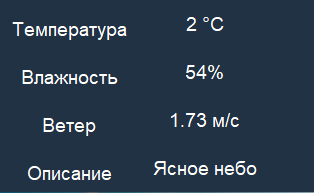 Температура 2 °C
Влажность 54%
Ветер 1.73 м/с
Описание Ясное небо